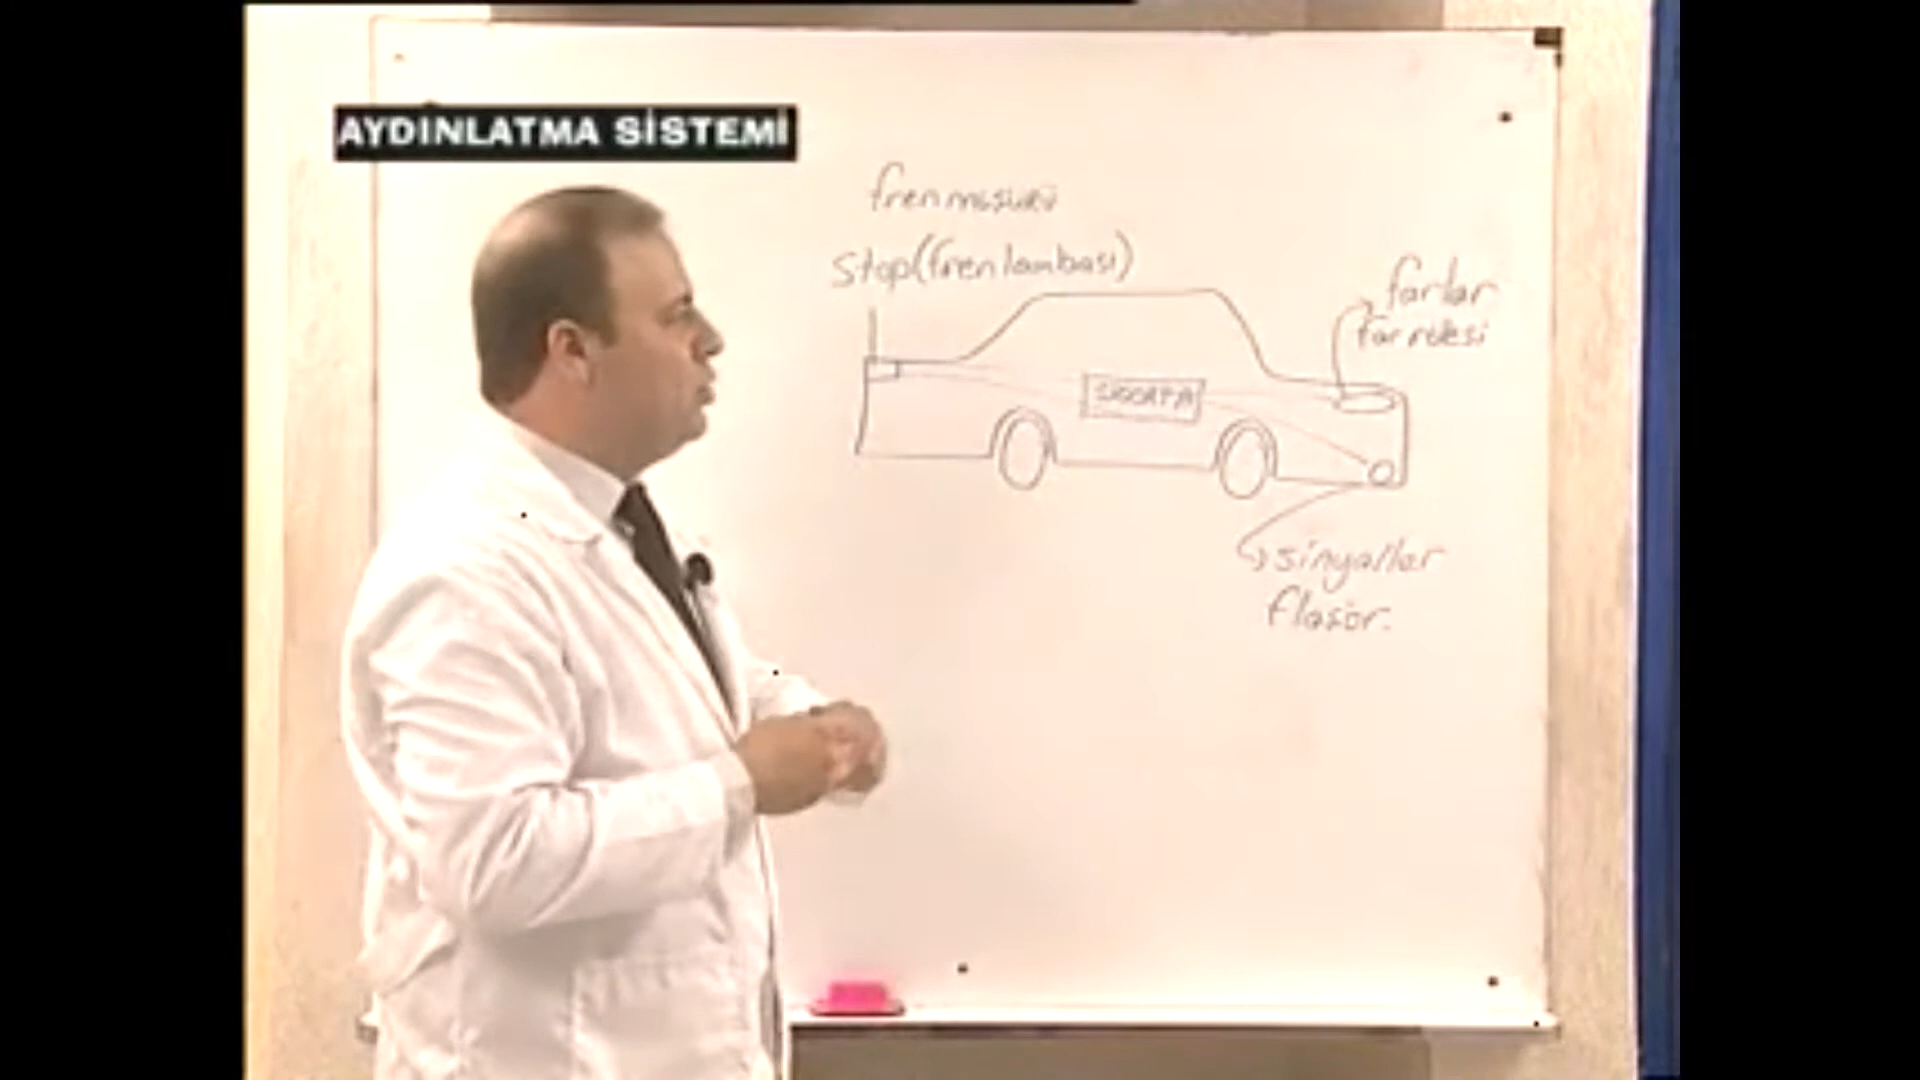 AYDINLATMA SİSTEMİ
fren müşürü
Stop(fren lambası)
farlar
far rölesi
SİGORTA
sinyaller
flaşör.